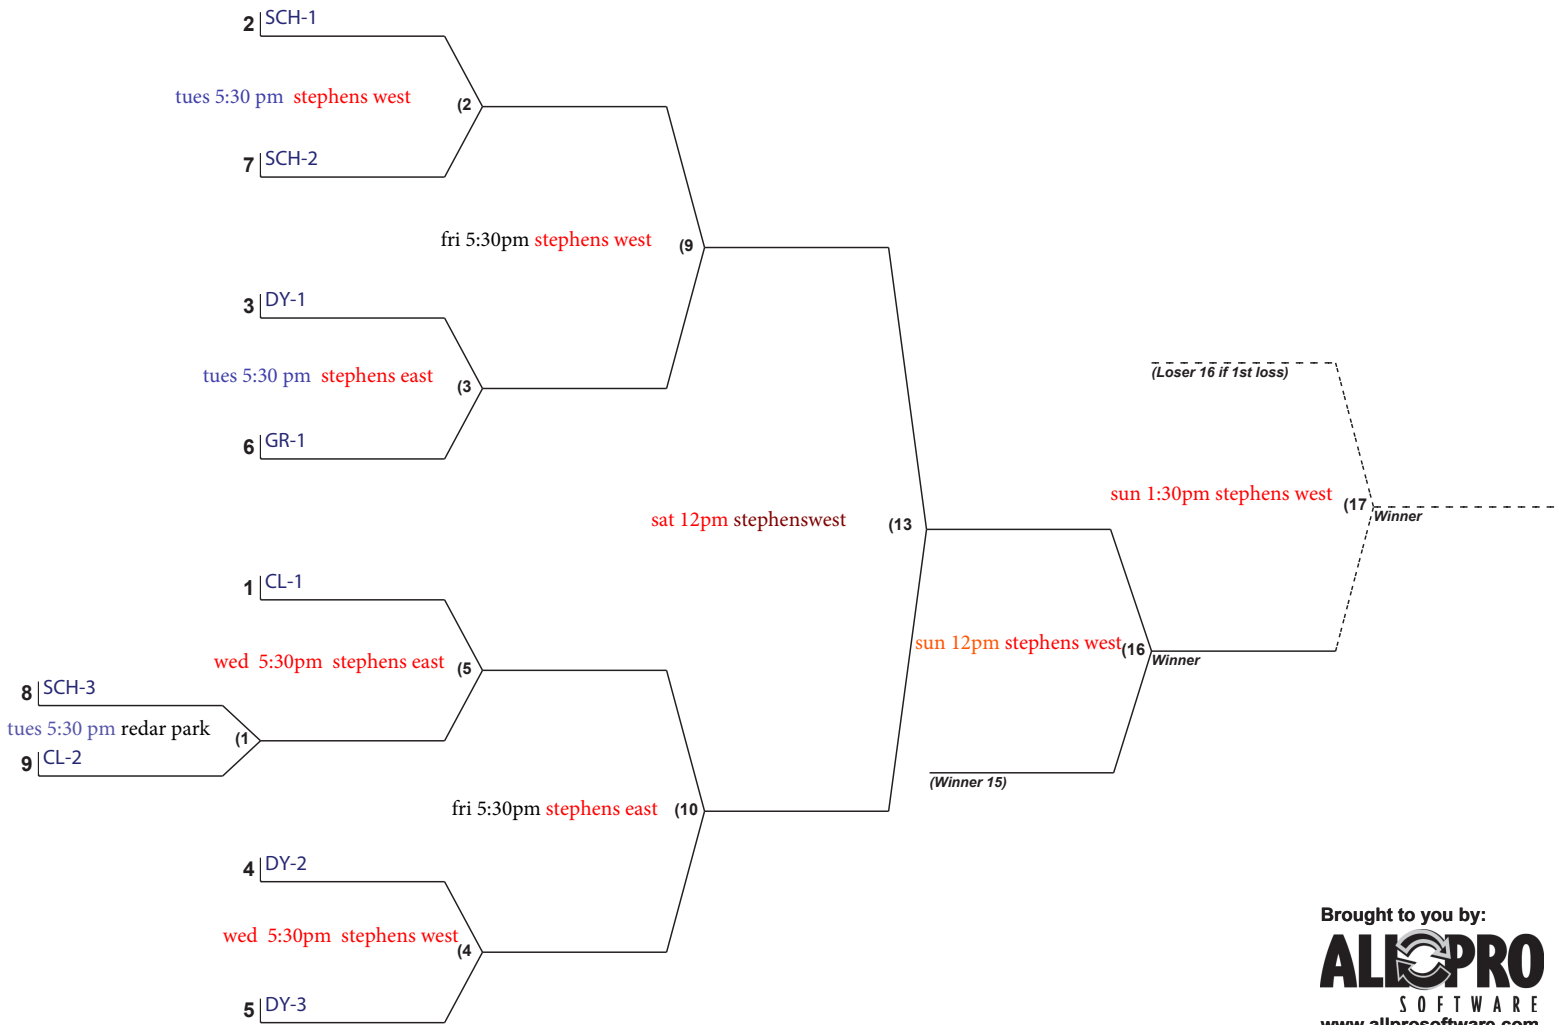 2 SCH-1
tues 5:30 pm stephens west (2
7 SCH-2
fri 5:30pm stephens west (9
3 DY-1
tues 5:30 pm stephens east (3
6 GR-1
(Loser 16 if 1st loss)
sun 1:30pm stephens west (17
Winner
sat 12pm stephenswest (13
1 CL-1
wed 5:30pm stephens east (5
sun 12pm stephens west (16
Winner
8 SCH-3
tues 5:30 pm redar park (1
9 CL-2
(Winner 15)
fri 5:30pm stephens east (10
4 DY-2
wed 5:30pm stephens west (4
5 DY-3
Brought to you by:
ALL PRO
SOFTWARE
www.allprosoftware.com